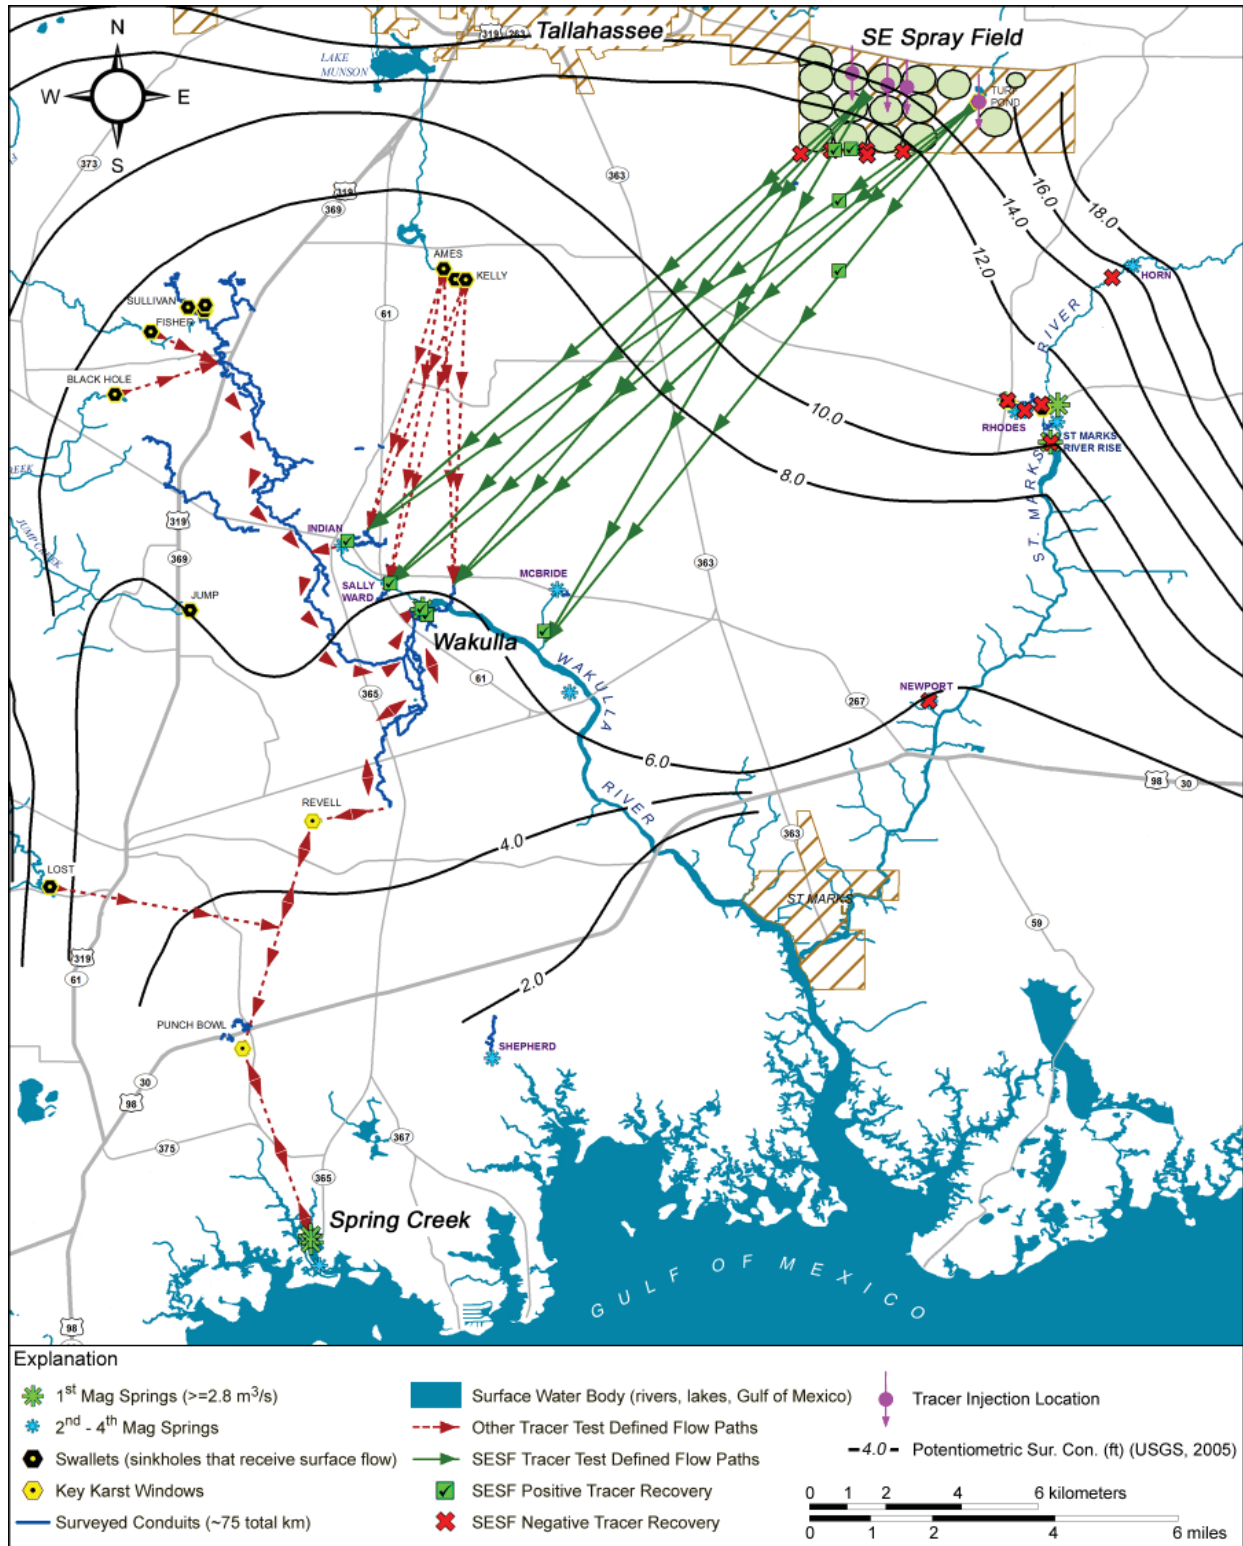 Tallahassee
SE Spray Field
N
W
E
S
LAKE
MUNSON
319
263
TURF
POND
373
319
369
363
16.0
18.0
14.0
12.0
AMES
KELLY
HORN
61
SULLIVAN
FISHER
RIVER
BLACK HOLE
10.0
RHODES
ST MARKS
RIVER RISE
8.0
ST MARKS
JUMP CREEK
319
369
INDIAN
363
SALLY
WARD
MCBRIDE
JUMP
Wakulla
WAKULLA
61
365
NEWPORT
267
6.0
98
30
RIVER
REVELL
4.0
363
LOST
ST MARKS
59
319
61
2.0
PUNCH BOWL
SHEPHERD
30
98
375
367
365
Spring Creek
GULF OF MEXICO
98
Explanation
1st Mag Springs (>=2.8 m³/s)
2nd - 4th Mag Springs
Swallets (sinkholes that receive surface flow)
Key Karst Windows
Surveyed Conduits (~75 total km)
Surface Water Body (rivers, lakes, Gulf of Mexico)
Other Tracer Test Defined Flow Paths
SESF Tracer Test Defined Flow Paths
SESF Positive Tracer Recovery
SESF Negative Tracer Recovery
Tracer Injection Location
4.0 Potentiometric Sur. Con. (ft) (USGS, 2005)
0 1 2 4 6 kilometers
0 1 2 4 6 miles